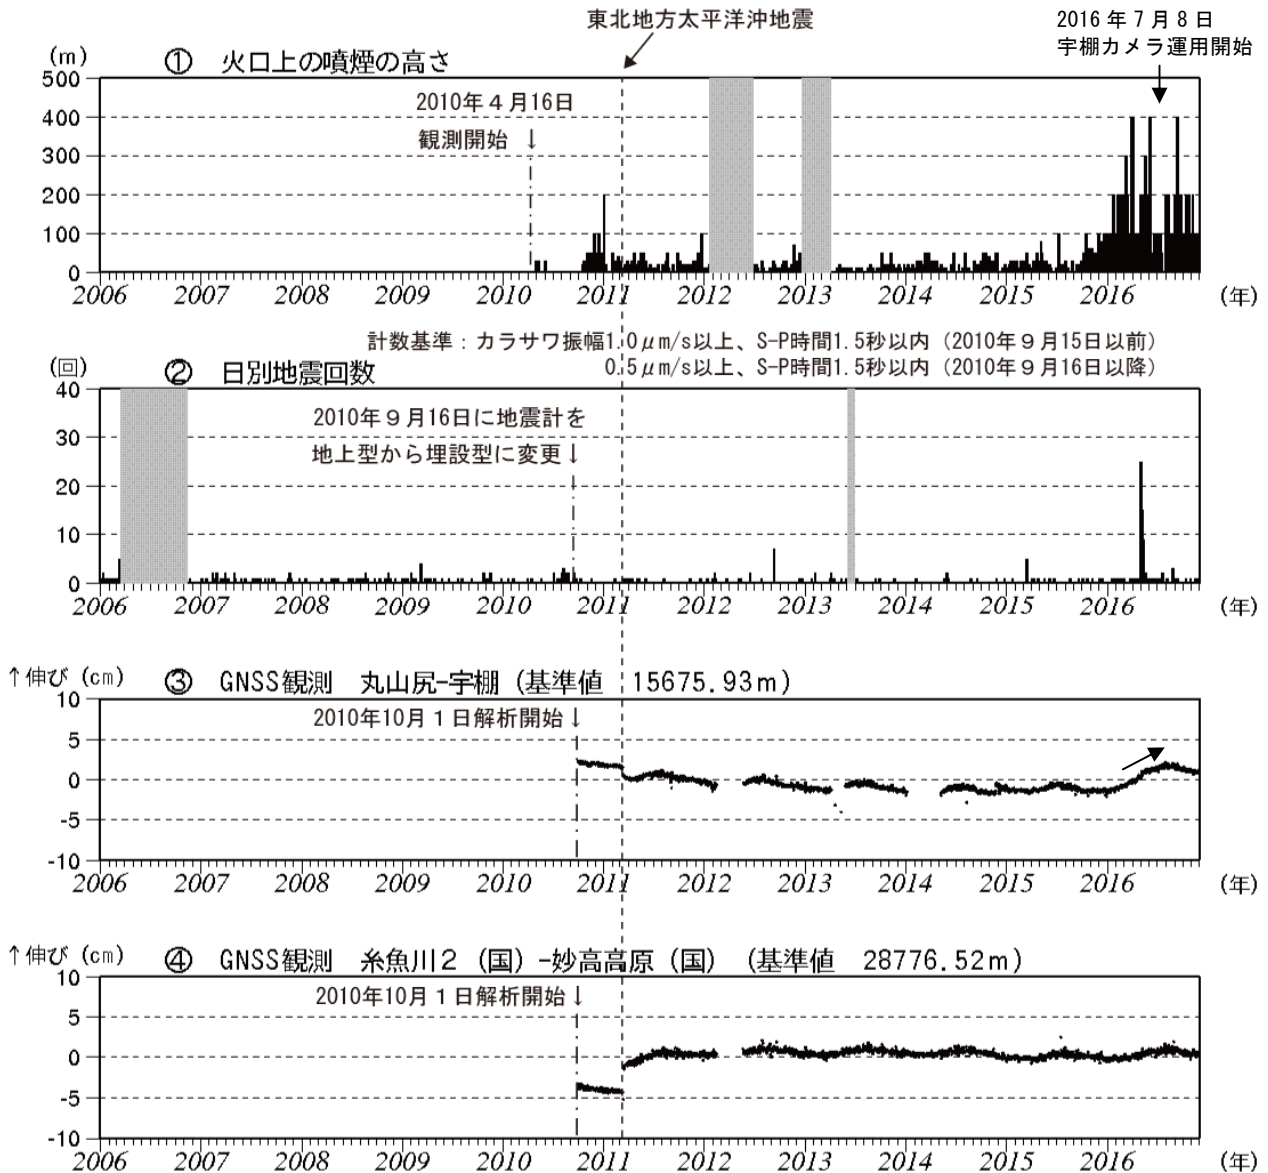 東北地方太平洋沖地震
2016年7月8日
宇棚カメラ運用開始
(m) ① 火口上の噴煙の高さ
2010年4月16日
観測開始 ↓
500
400
300
200
100
0
2006 2007 2008 2009 2010 2011 2012 2013 2014 2015 2016 (年)
計数基準：カラサワ振幅1.0μm/s以上、S-P時間1.5秒以内（2010年9月15日以前）
0.5μm/s以上、S-P時間1.5秒以内（2010年9月16日以降）
(回) ② 日別地震回数
2010年9月16日に地震計を
地上型から埋設型に変更↓
40
30
20
10
0
2006 2007 2008 2009 2010 2011 2012 2013 2014 2015 2016 (年)
↑伸び (cm) ③ GNSS観測 丸山尻-宇棚（基準値 15675.93m）
2010年10月1日解析開始↓
10
5
0
-5
-10
2006 2007 2008 2009 2010 2011 2012 2013 2014 2015 2016 (年)
↑伸び (cm) ④ GNSS観測 糸魚川2（国）-妙高高原（国）（基準値 28776.52m）
2010年10月1日解析開始↓
10
5
0
-5
-10
2006 2007 2008 2009 2010 2011 2012 2013 2014 2015 2016 (年)